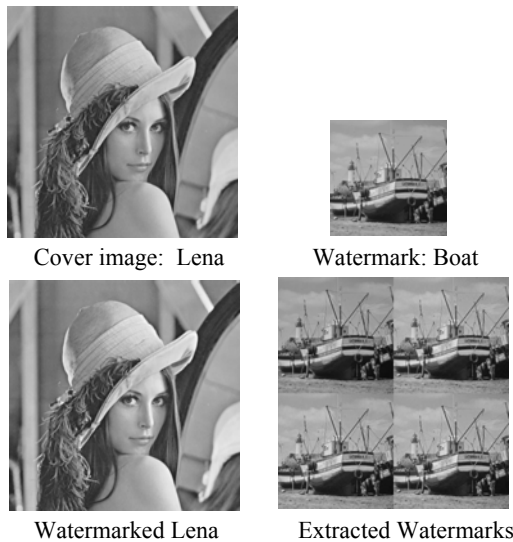 Cover image: Lena
Watermark: Boat
Watermarked Lena
Extracted Watermarks